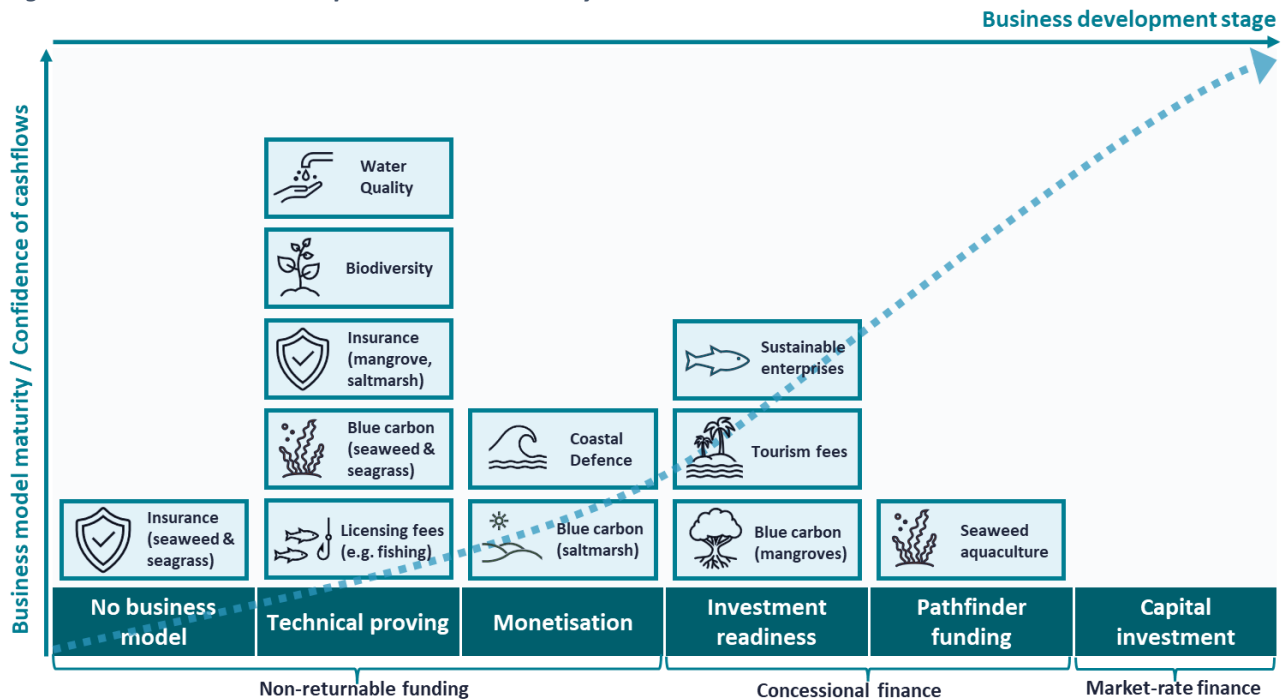 Business development stage
Business model maturity / Confidence of cashflows
Water
Quality
Biodiversity
Insurance
(mangrove,
saltmarsh)
Blue carbon
(seaweed &
seagrass)
Licensing fees
(e.g. fishing)
Insurance
(seaweed &
seagrass)
Coastal
Defence
Blue carbon
(saltmarsh)
Sustainable
enterprises
Tourism fees
Blue carbon
(mangroves)
Seaweed
aquaculture
No business
model
Technical proving
Monetisation
Investment
readiness
Pathfinder
funding
Capital
investment
Non-returnable funding
Concessional finance
Market-rate finance